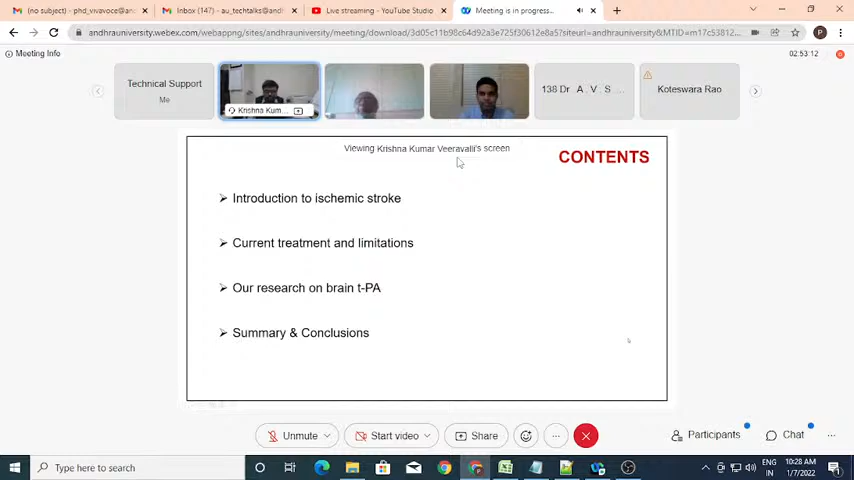 (no subject) - phd_vivavoce@an
Inbox (147) - au_techtalks@andh
Live streaming - YouTube Studio
Meeting is in progress...
andhrauniversity.webex.com/webappng/sites/andhrauniversity/meeting/download/3d05c11b98c64d92a3e725f30612e8a5?siteurl=andhrauniversity&MTID=m17c53812...
P
Meeting Info
02:53:12
Technical Support
Me
Krishna Kum...
138 Dr . A . V . S ...
Koteswara Rao
Viewing Krishna Kumar Veeravalli's screen
CONTENTS
Introduction to ischemic stroke
Current treatment and limitations
Our research on brain t-PA
Summary & Conclusions
Unmute
Start video
Share
Participants
Chat
Type here to search
ENG
IN
10:28 AM
1/7/2022